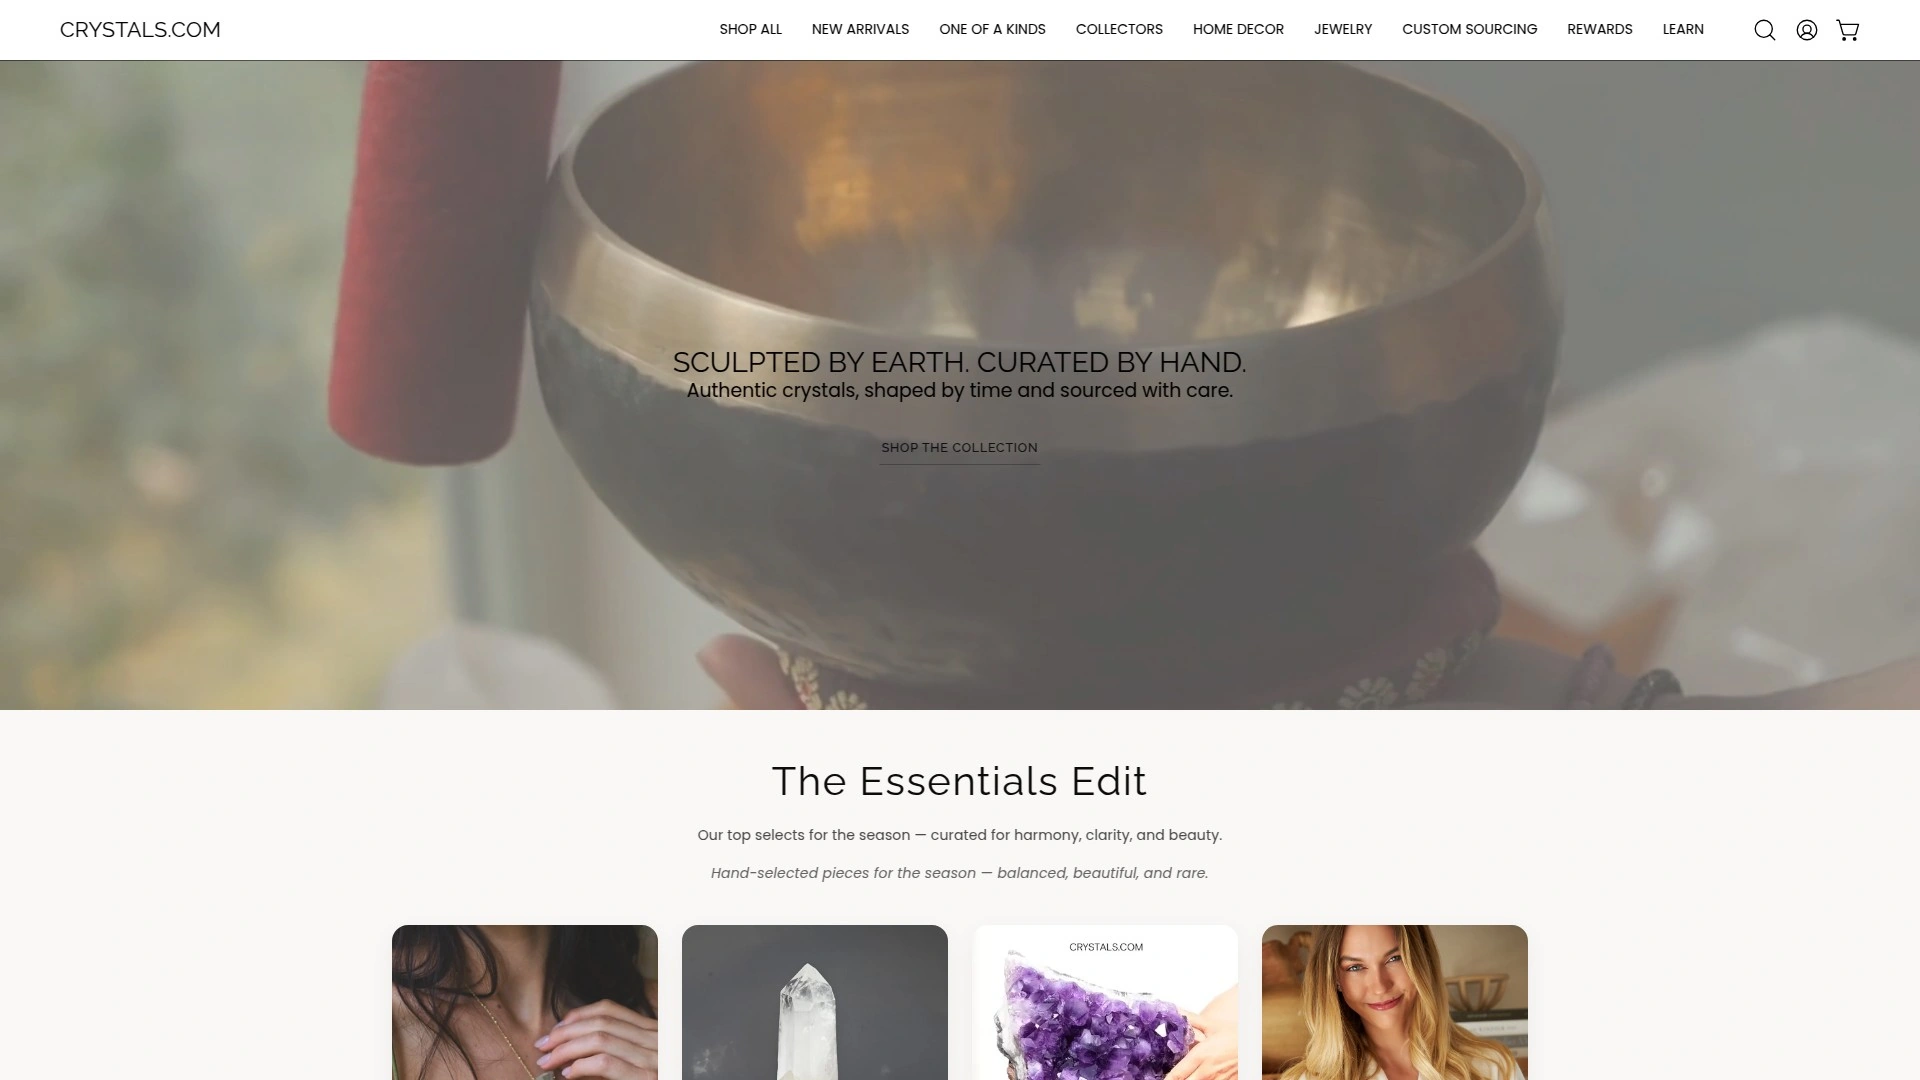 CRYSTALS.COM
SHOP ALL
NEW ARRIVALS
ONE OF A KINDS
COLLECTORS
HOME DECOR
JEWELRY
CUSTOM SOURCING
REWARDS
LEARN
SCULPTED BY EARTH. CURATED BY HAND.
Authentic crystals, shaped by time and sourced with care.
SHOP THE COLLECTION
The Essentials Edit
Our top selects for the season — curated for harmony, clarity, and beauty.
Hand-selected pieces for the season — balanced, beautiful, and rare.
CRYSTALS.COM